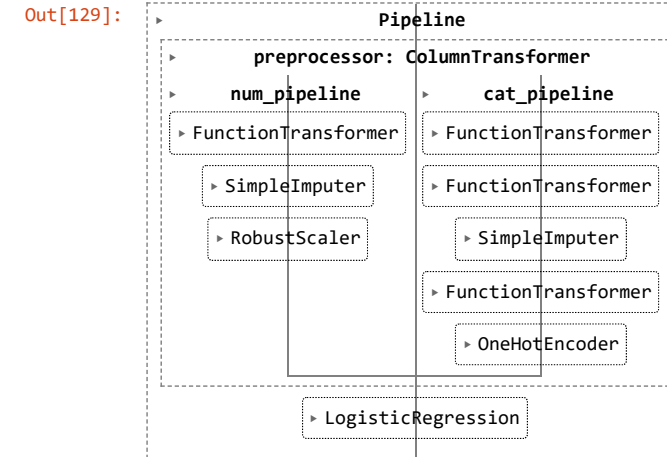 Out[129]:
Pipeline
preprocessor: ColumnTransformer
num_pipeline
cat_pipeline
FunctionTransformer
FunctionTransformer
SimpleImputer
FunctionTransformer
RobustScaler
SimpleImputer
FunctionTransformer
OneHotEncoder
LogisticRegression